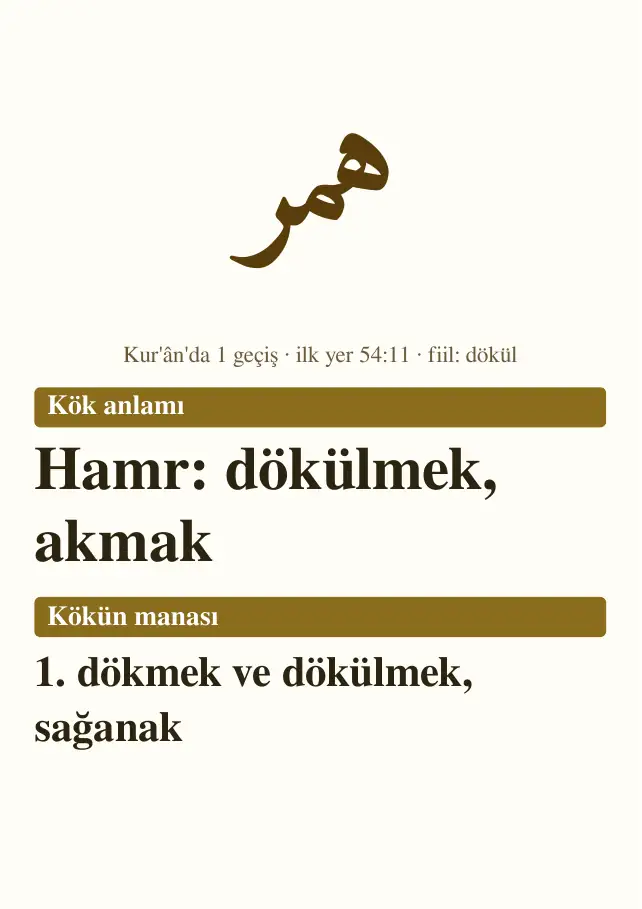 همر
Kur'ân'da 1 geçiş · ilk yer 54:11 · fiil: dökül
Kök anlamı
Hamr: dökülmek,
akmak
Kökün manası
1. dökmek ve dökülmek,
sağanak